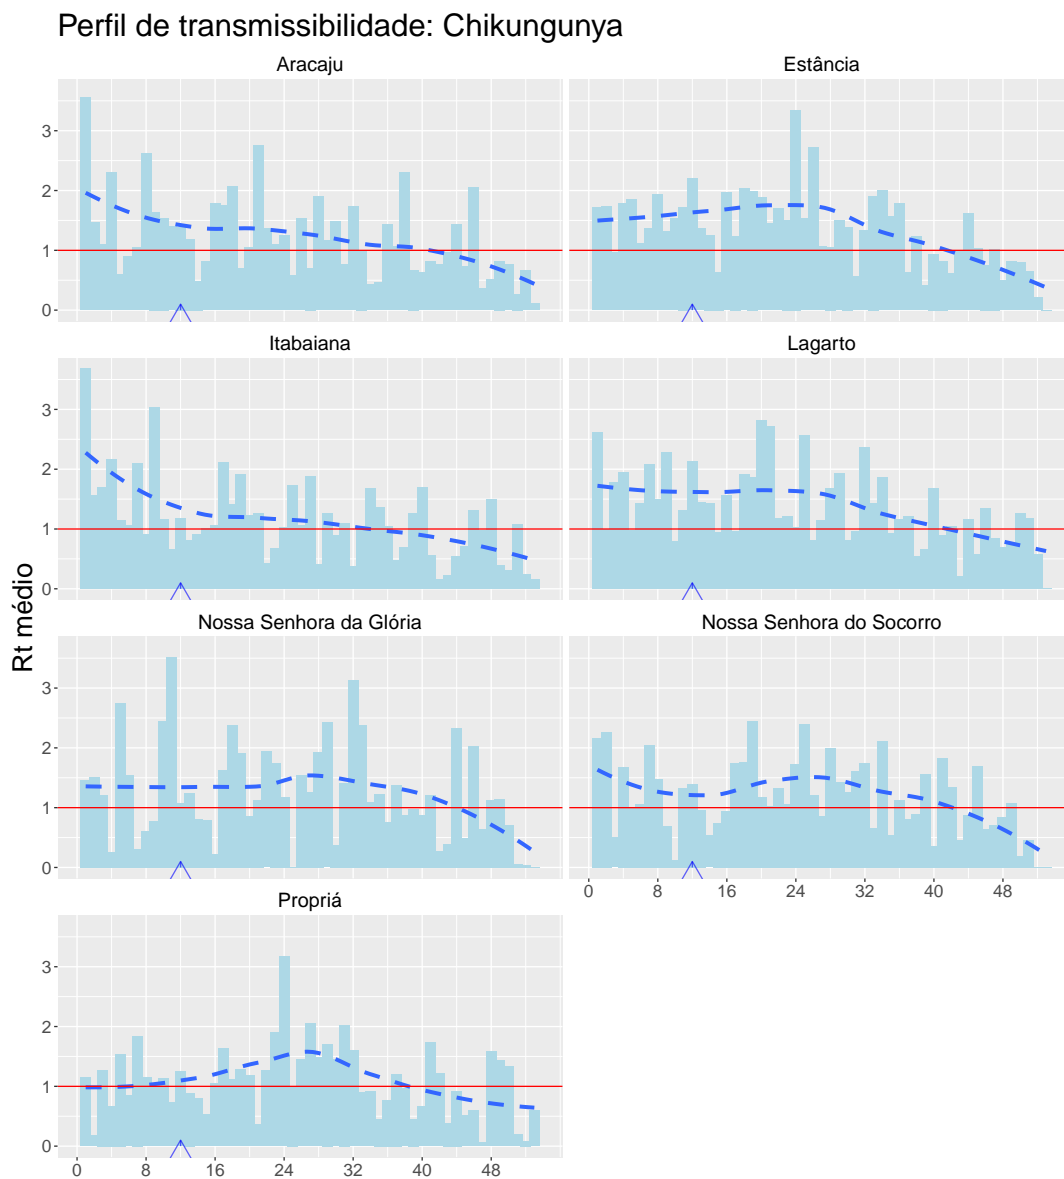 Perfil de transmissibilidade: Chikungunya
Aracaju
Estância
3
2
1
0
Itabaiana
Lagarto
3
2
1
0
Nossa Senhora da Glória
Nossa Senhora do Socorro
Rt médio
3
2
1
0
0 8 16 24 32 40 48
Propriá
3
2
1
0
0 8 16 24 32 40 48